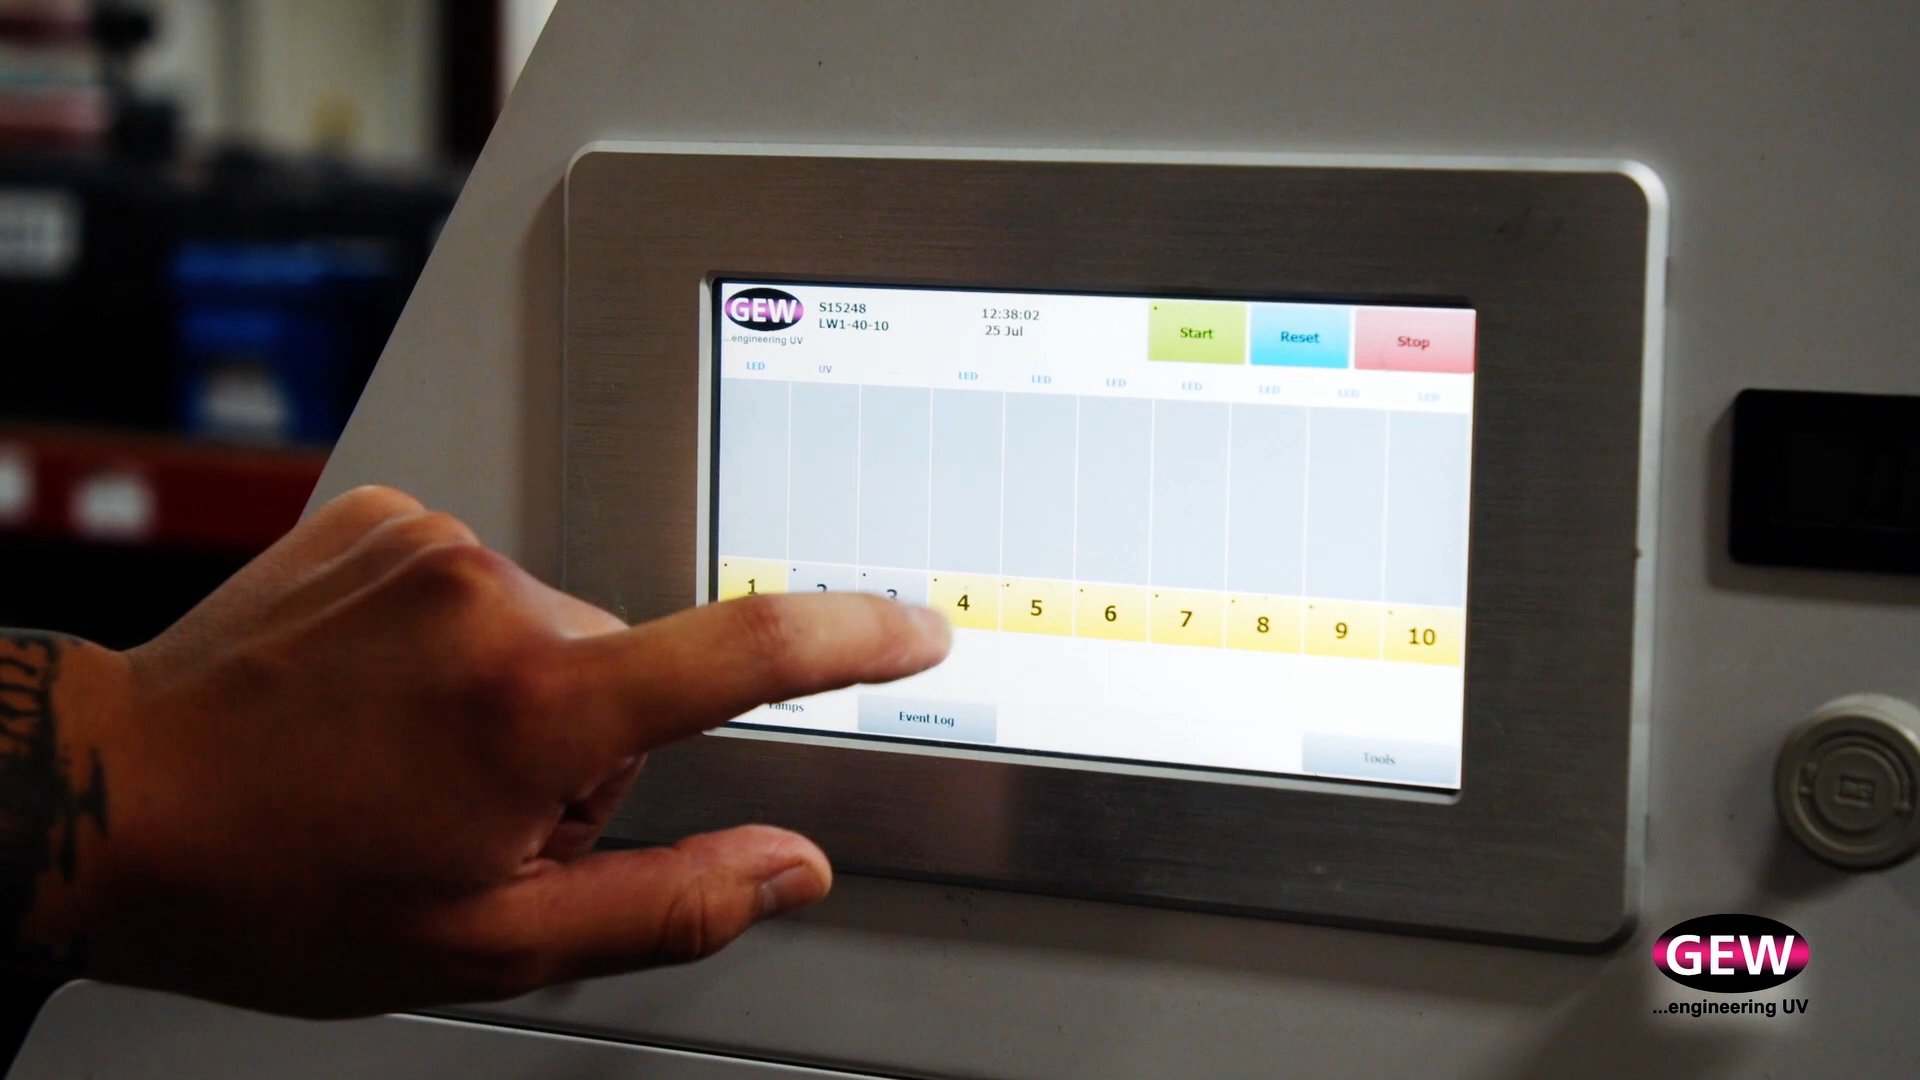 GEW
...engineering UV
S15248
LW1-40-10
12:38:02
25 Jul
Start
Reset
Stop
LED
UV
LED
LED
LED
LED
LED
LED
LED
1
2
3
4
5
6
7
8
9
10
Lamps
Event Log
Tools
GEW
...engineering UV